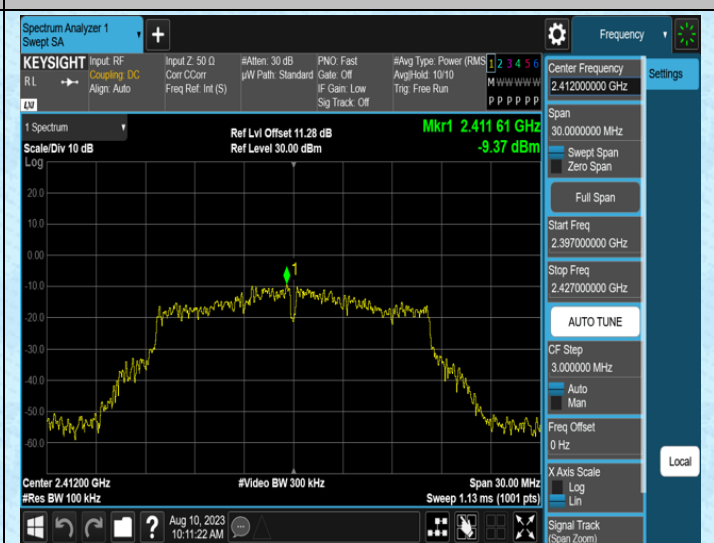 Spectrum Analyzer 1
Swept SA
+
Frequency
KEYSIGHT
RL
LXI
Input: RF
Coupling: DC
Align: Auto
Input Z: 50 Ω
Corr CCorr
Freq Ref: Int (S)
#Atten: 30 dB
µW Path: Standard
PNO: Fast
Gate: Off
IF Gain: Low
Sig Track: Off
#Avg Type: Power (RMS
Avg|Hold: 10/10
Trig: Free Run
1 2 3 4 5 6
M W W W W W
P P P P P P
1 Spectrum
Scale/Div 10 dB
Ref Lvl Offset 11.28 dB
Ref Level 30.00 dBm
Mkr1 2.411 61 GHz
-9.37 dBm
Log
20.0
10.0
0.00
-10.0
-20.0
-30.0
-40.0
-50.0
-60.0
1
Center 2.41200 GHz
#Res BW 100 kHz
#Video BW 300 kHz
Span 30.00 MHz
Sweep 1.13 ms (1001 pts)
?
Aug 10, 2023
10:11:22 AM
Center Frequency
2.412000000 GHz
Span
30.0000000 MHz
Swept Span
Zero Span
Full Span
Start Freq
2.397000000 GHz
Stop Freq
2.427000000 GHz
AUTO TUNE
CF Step
3.000000 MHz
Auto
Man
Freq Offset
0 Hz
X Axis Scale
Log
Lin
Signal Track
(Span Zoom)
Settings
Local